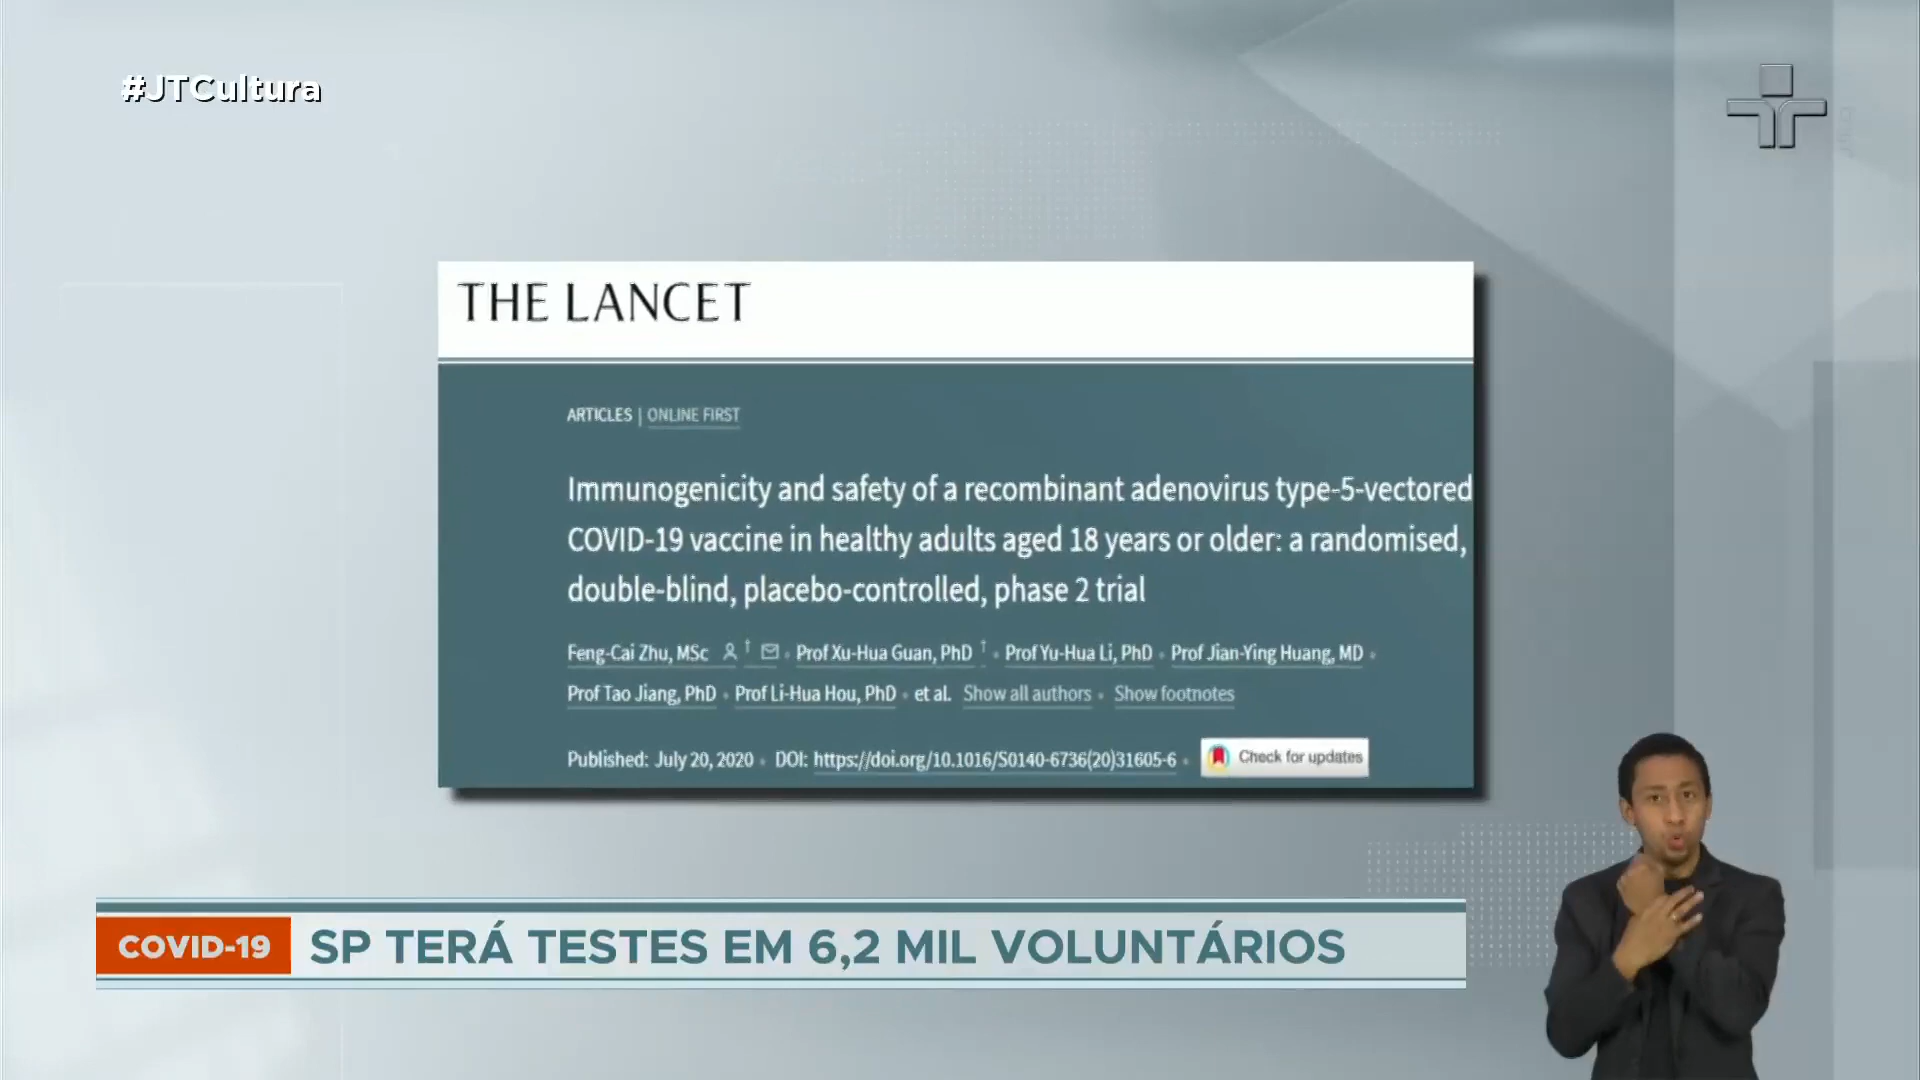 #JTCultura
THE LANCET
ARTICLES | ONLINE FIRST
Immunogenicity and safety of a recombinant adenovirus type-5-vectored
COVID-19 vaccine in healthy adults aged 18 years or older: a randomised,
double-blind, placebo-controlled, phase 2 trial
Feng-Cai Zhu, MSc † • Prof Xu-Hua Guan, PhD † • Prof Yu-Hua Li, PhD • Prof Jian-Ying Huang, MD •
Prof Tao Jiang, PhD • Prof Li-Hua Hou, PhD • et al. Show all authors • Show footnotes
Published: July 20, 2020 • DOI: https://doi.org/10.1016/S0140-6736(20)31605-6 • Check for updates
COVID-19 SP TERÁ TESTES EM 6,2 MIL VOLUNTÁRIOS